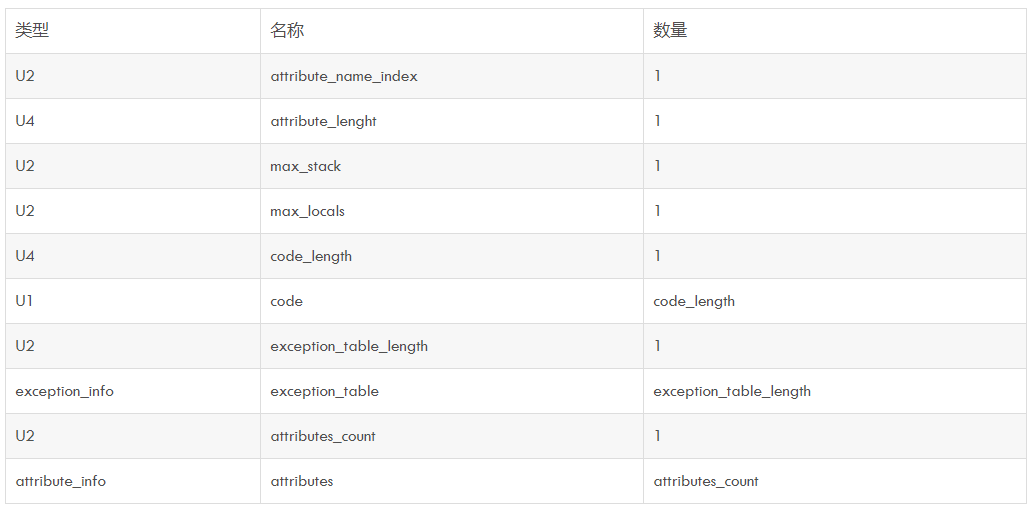 类型 名称 数量
U2 attribute_name_index 1
U4 attribute_lenght 1
U2 max_stack 1
U2 max_locals 1
U4 code_length 1
U1 code code_length
U2 exception_table_length 1
exception_info exception_table exception_table_length
U2 attributes_count 1
attribute_info attributes attributes_count